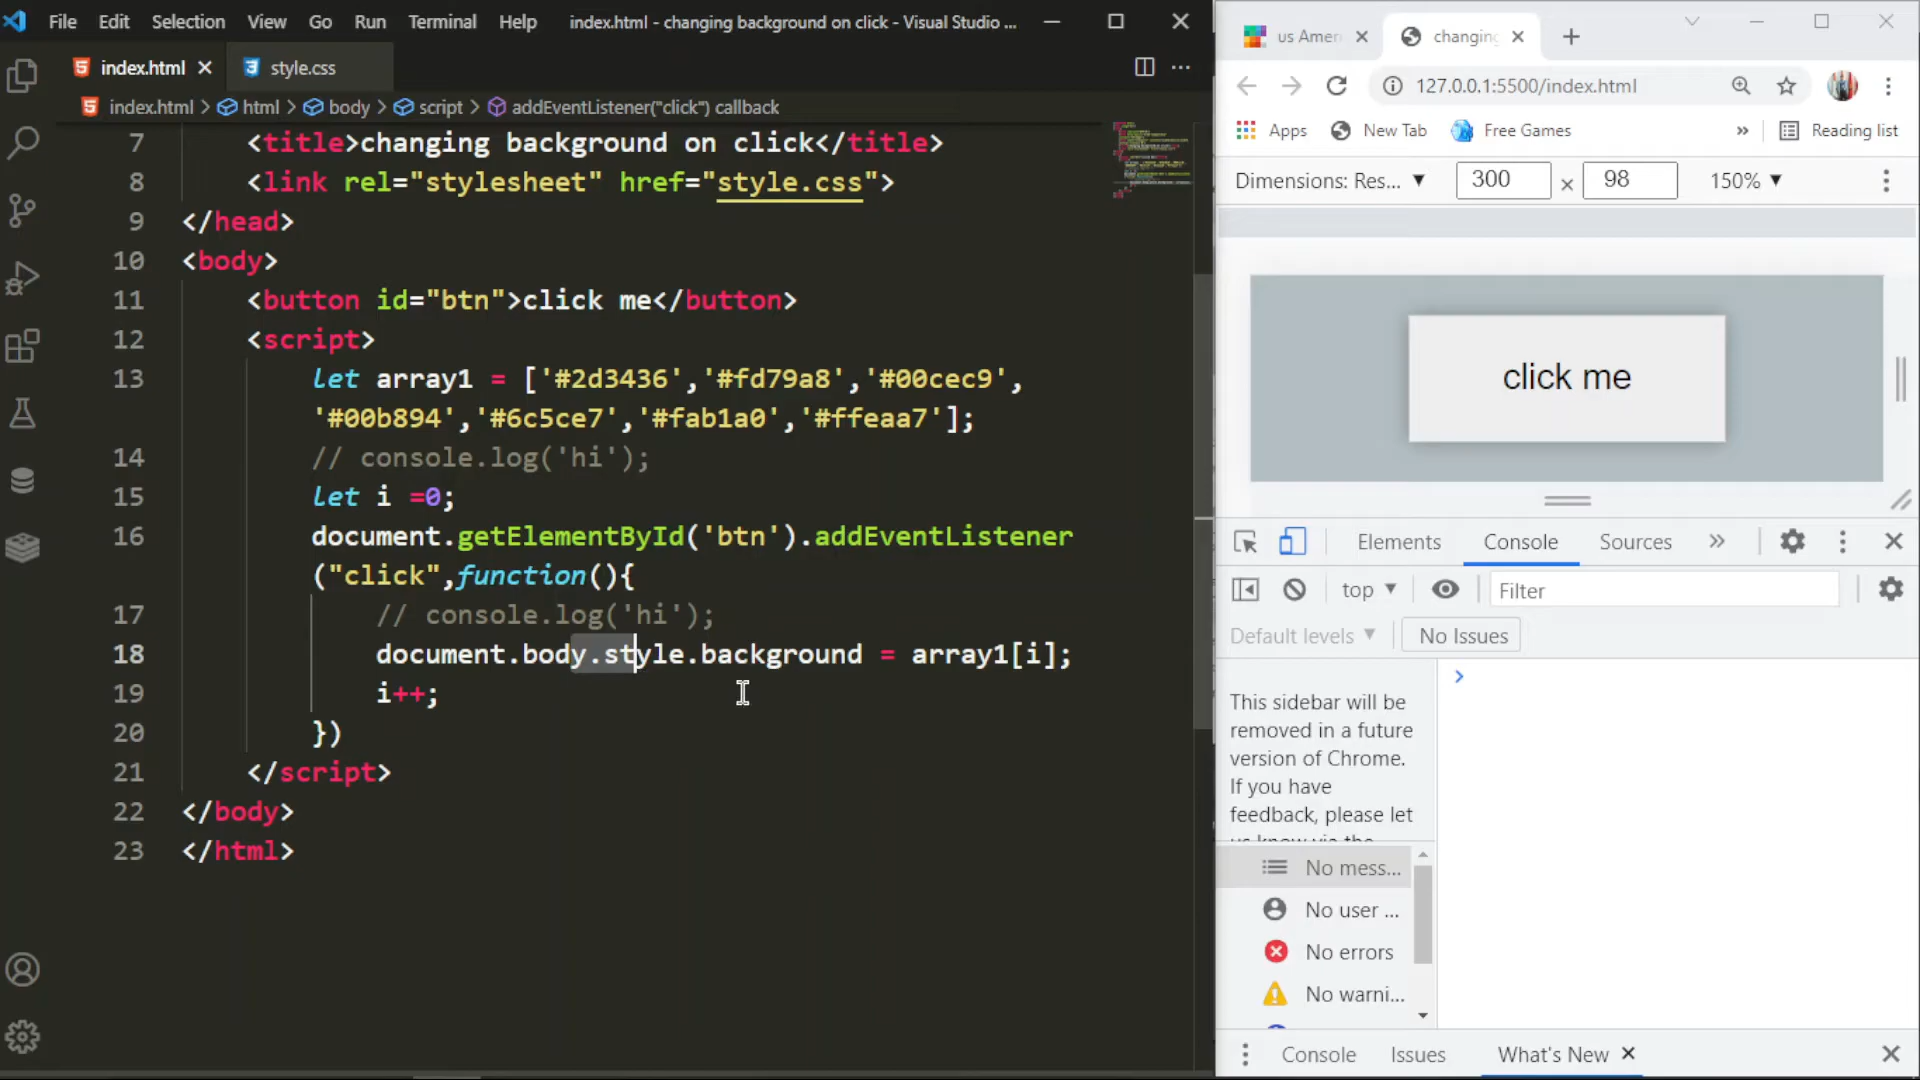 File Edit Selection View Go Run Terminal Help index.html - changing background on click - Visual Studio ...
index.html style.css
index.html > html > body > script > addEventListener("click") callback
7 <title>changing background on click</title>
8 <link rel="stylesheet" href="style.css">
9 </head>
10 <body>
11 <button id="btn">click me</button>
12 <script>
13 let array1 = ['#2d3436','#fd79a8','#00cec9',
'#00b894','#6c5ce7','#fab1a0','#ffeaa7'];
14 // console.log('hi');
15 let i =0;
16 document.getElementById('btn').addEventListener
("click",function(){
17 // console.log('hi');
18 document.body.style.background = array1[i];
19 i++;
20 })
21 </script>
22 </body>
23 </html>
us Amer changing
127.0.0.1:5500/index.html
Apps New Tab Free Games » Reading list
Dimensions: Res... ▼ 300 × 98 150% ▼
click me
Elements Console Sources »
top ▼ Filter
Default levels ▼ No Issues
This sidebar will be
removed in a future
version of Chrome.
If you have
feedback, please let
us know via the
No mess...
No user ...
No errors
No warni...
Console Issues What's New